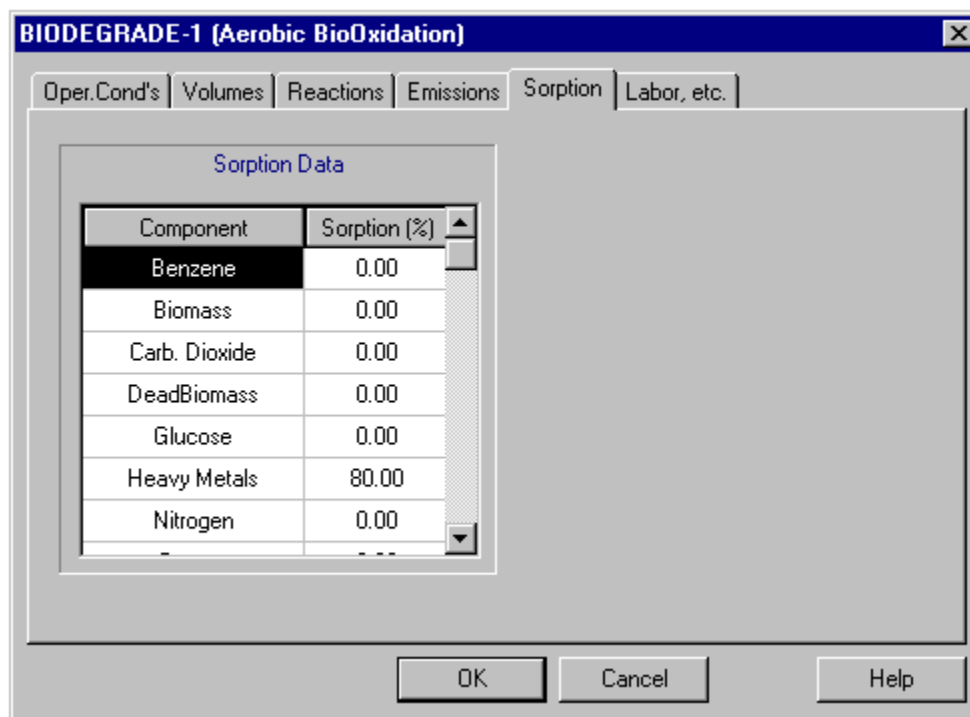 BIODEGRADE-1 (Aerobic BioOxidation)
Oper.Cond's Volumes Reactions Emissions Sorption Labor, etc.
Sorption Data
Component Sorption (%)
Benzene 0.00
Biomass 0.00
Carb. Dioxide 0.00
DeadBiomass 0.00
Glucose 0.00
Heavy Metals 80.00
Nitrogen 0.00
OK Cancel Help